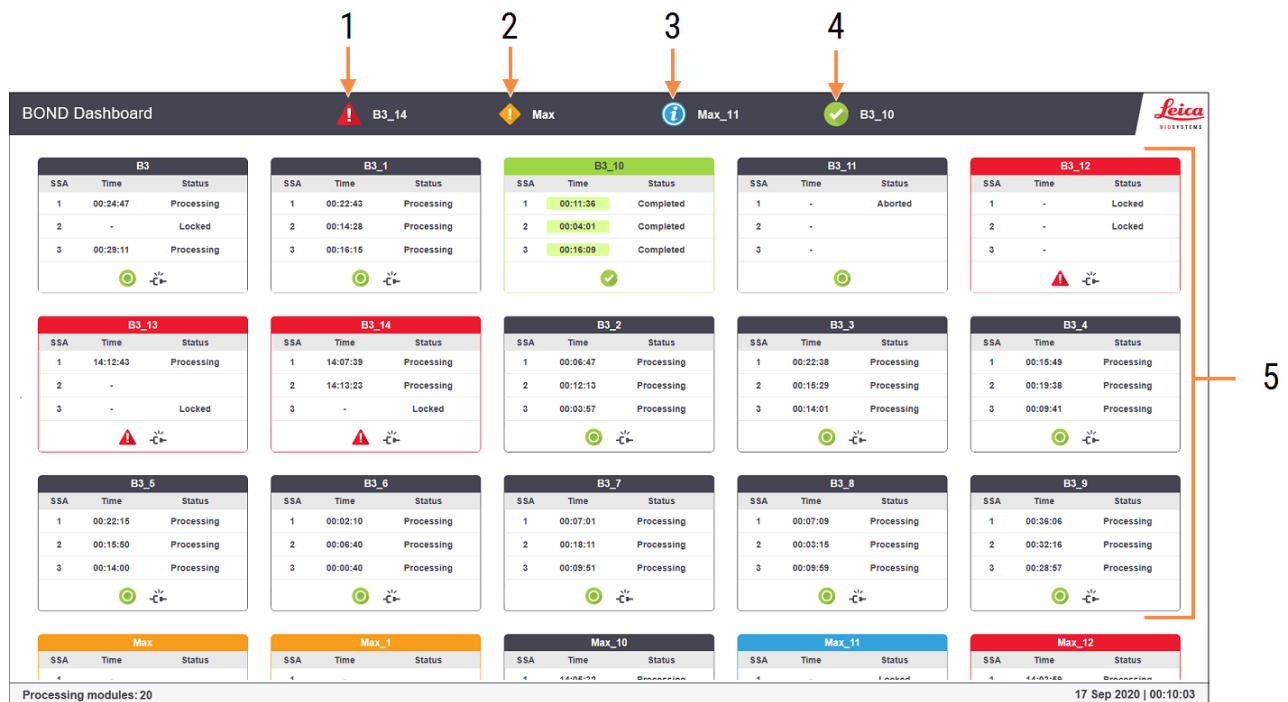 1 2 3 4
BOND Dashboard B3_14 Max Max_11 B3_10 Leica
BIOSYSTEMS
B3 B3_1 B3_10 B3_11 B3_12
SSA Time Status SSA Time Status SSA Time Status SSA Time Status SSA Time Status
1 00:24:47 Processing 1 00:22:43 Processing 1 00:11:36 Completed 1 - Aborted 1 - Locked
2 - Locked 2 00:14:28 Processing 2 00:04:01 Completed 2 - 2 - Locked
3 00:29:11 Processing 3 00:16:15 Processing 3 00:16:09 Completed 3 - 3 -
B3_13 B3_14 B3_2 B3_3 B3_4
SSA Time Status SSA Time Status SSA Time Status SSA Time Status SSA Time Status
1 14:12:43 Processing 1 14:07:39 Processing 1 00:06:47 Processing 1 00:22:38 Processing 1 00:15:49 Processing
5
2 - 2 14:13:23 Processing 2 00:12:13 Processing 2 00:15:29 Processing 2 00:19:38 Processing
3 - Locked 3 - Locked 3 00:03:57 Processing 3 00:14:01 Processing 3 00:09:41 Processing
B3_5 B3_6 B3_7 B3_8 B3_9
SSA Time Status SSA Time Status SSA Time Status SSA Time Status SSA Time Status
1 00:22:15 Processing 1 00:02:10 Processing 1 00:07:01 Processing 1 00:07:09 Processing 1 00:36:06 Processing
2 00:15:50 Processing 2 00:06:40 Processing 2 00:18:11 Processing 2 00:03:15 Processing 2 00:32:16 Processing
3 00:14:00 Processing 3 00:00:40 Processing 3 00:09:51 Processing 3 00:09:59 Processing 3 00:28:57 Processing
Max Max_1 Max_10 Max_11 Max_12
SSA Time Status SSA Time Status SSA Time Status SSA Time Status SSA Time Status
Processing modules: 20 17 Sep 2020 | 00:10:03